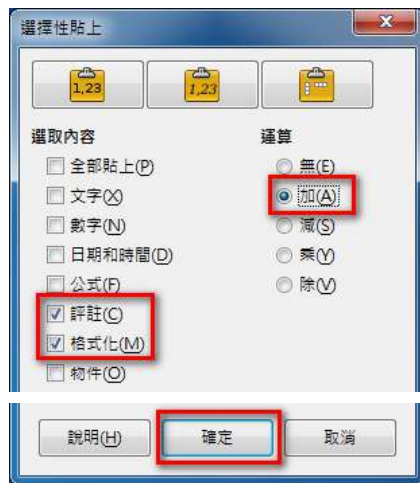 選擇性貼上
1,23
1,23
選取內容
運算
全部貼上(P)
無(E)
文字(X)
加(A)
數字(N)
減(S)
日期和時間(D)
乘(Y)
公式(F)
除(V)
評註(C)
格式化(M)
物件(O)
說明(H)
確定
取消